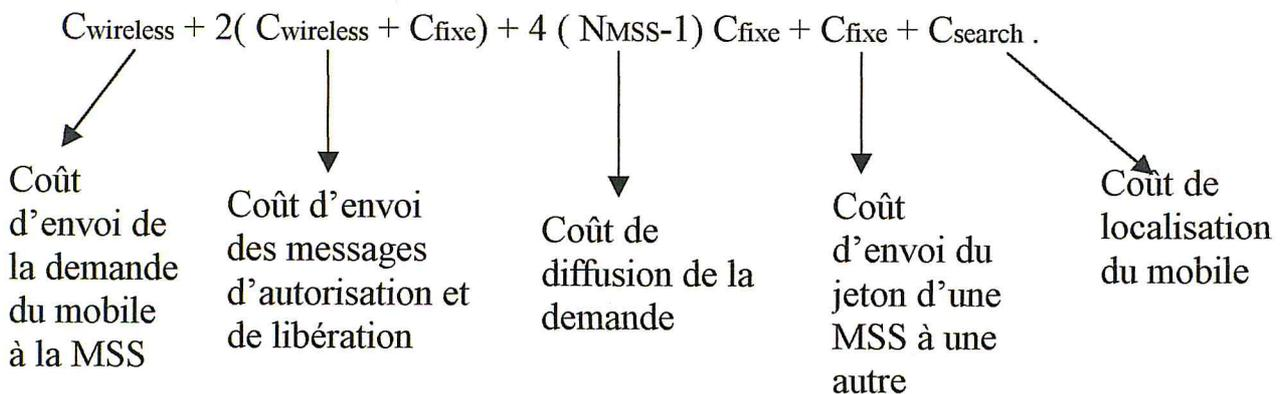 Cwireless + 2( Cwireless + Cfixe) + 4 ( NMSS-1) Cfixe + Cfixe + Csearch .
Coût
d’envoi de
la demande
du mobile
à la MSS
Coût d’envoi
des messages
d’autorisation et
de libération
Coût de
diffusion de la
demande
Coût
d’envoi du
jeton d’une
MSS à une
autre
Coût de
localisation
du mobile